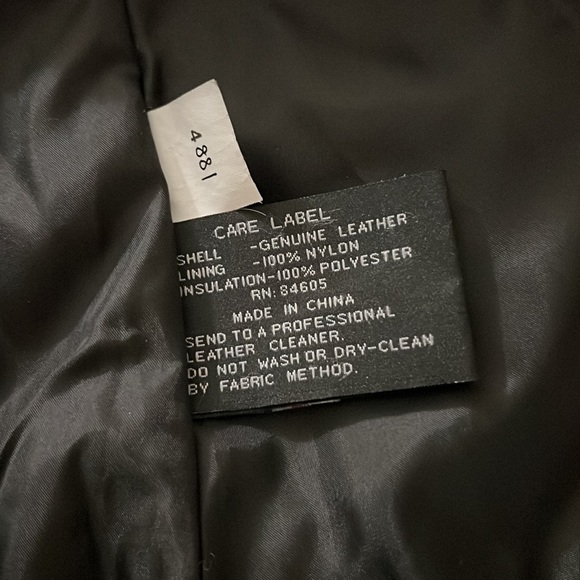 4881
CARE LABEL
SHELL -GENUINE LEATHER
LINING -100% NYLON
INSULATION-100% POLYESTER
RN: 84605
MADE IN CHINA
SEND TO A PROFESSIONAL
LEATHER CLEANER.
DO NOT WASH OR DRY-CLEAN
BY FABRIC METHOD.